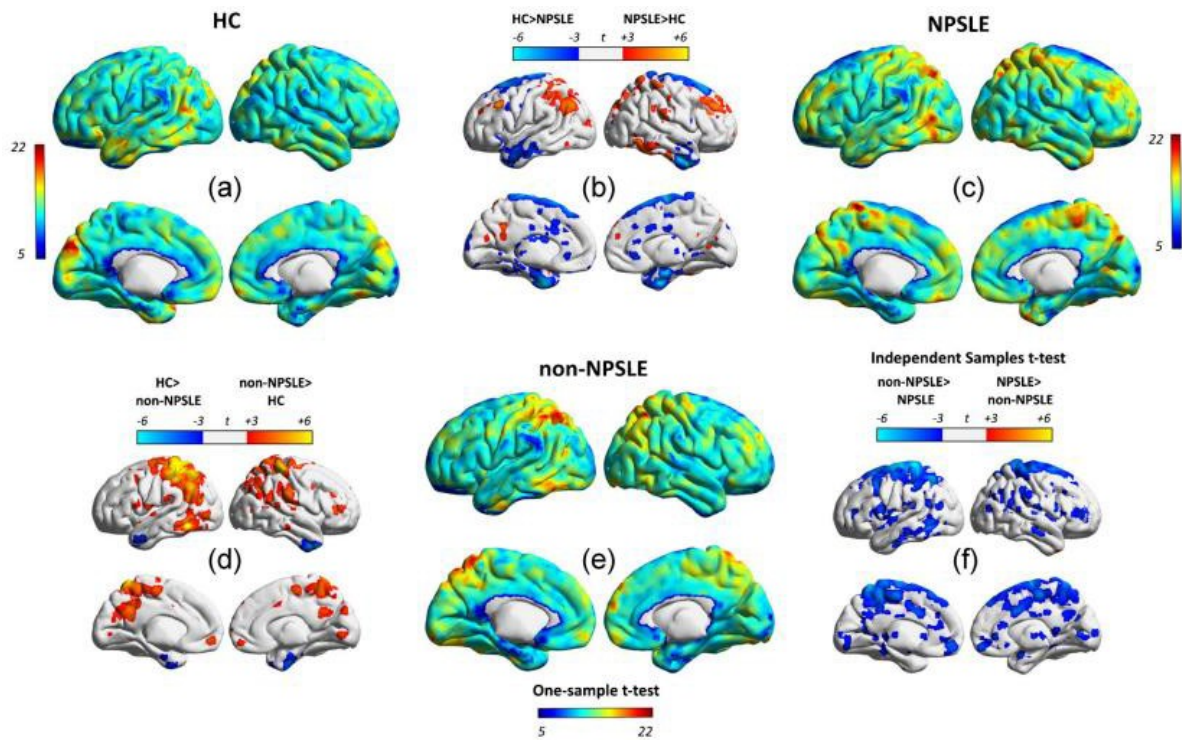 HC
22
5
(a)
HC>NPSLE NPSLE>HC
-6 -3 t +3 +6
(b)
NPSLE
(c)
22
5
HC>
non-NPSLE
non-NPSLE>
HC
-6 -3 t +3 +6
(d)
non-NPSLE
(e)
One-sample t-test
5 22
Independent Samples t-test
non-NPSLE>
NPSLE
NPSLE>
non-NPSLE
-6 -3 t +3 +6
(f)